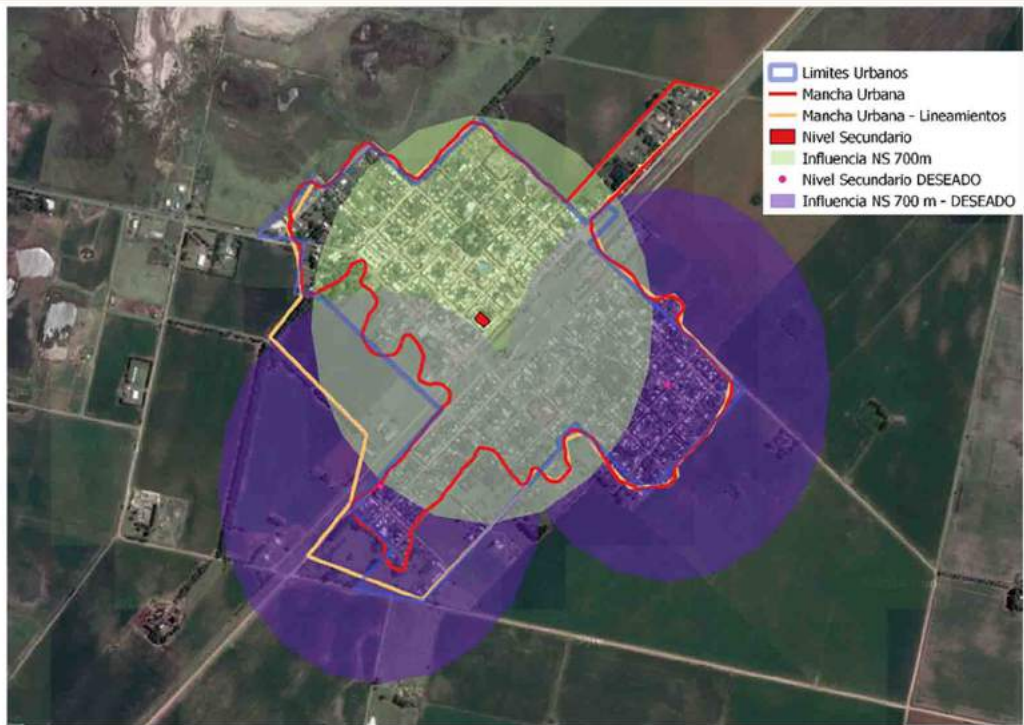 Limites Urbanos
Mancha Urbana
Mancha Urbana - Lineamientos
Nivel Secundario
Influencia NS 700m
Nivel Secundario DESEADO
Influencia NS 700 m - DESEADO